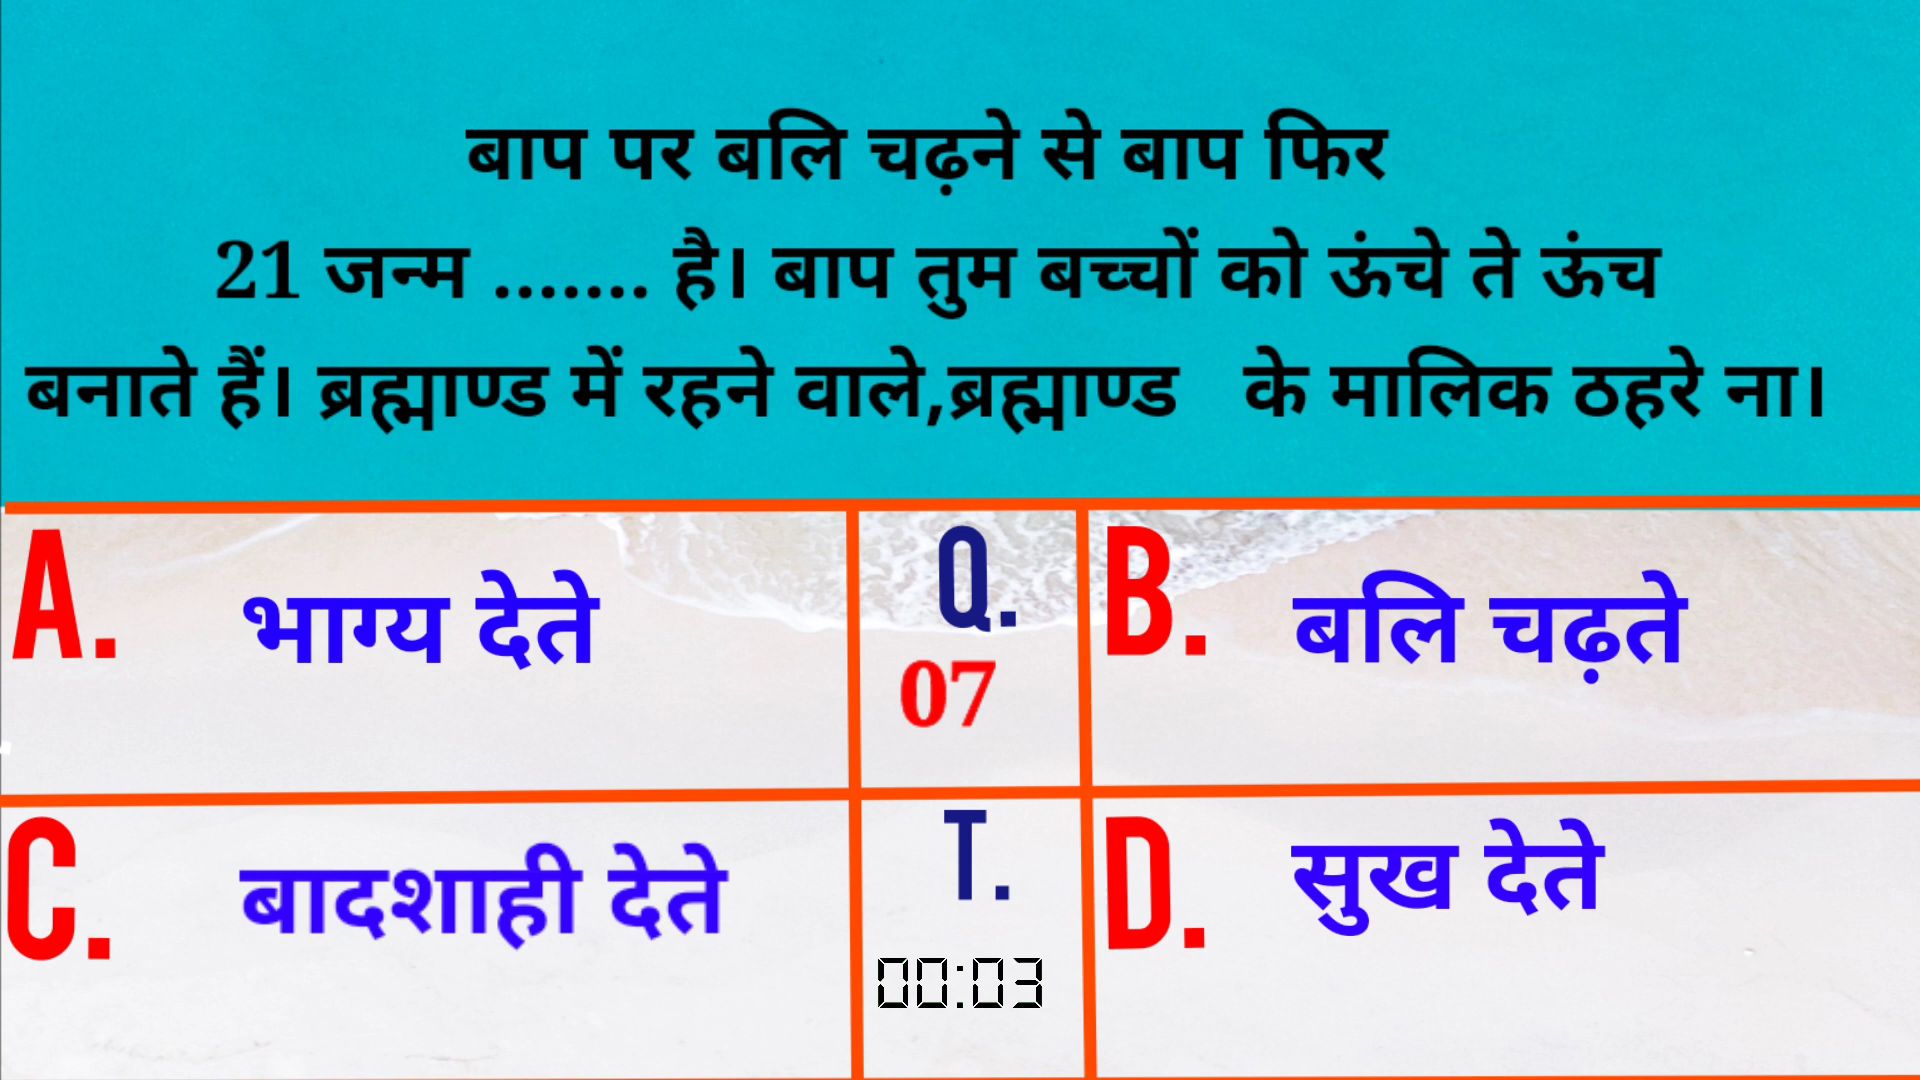 बाप पर बलि चढ़ने से बाप फिर
21 जन्म ....... है। बाप तुम बच्चों को ऊंचे ते ऊंच
बनाते हैं। ब्रह्माण्ड में रहने वाले,ब्रह्माण्ड के मालिक ठहरे ना।
A. भाग्य देते
Q.
07
B. बलि चढ़ते
C. बादशाही देते
T.
00:03
D. सुख देते